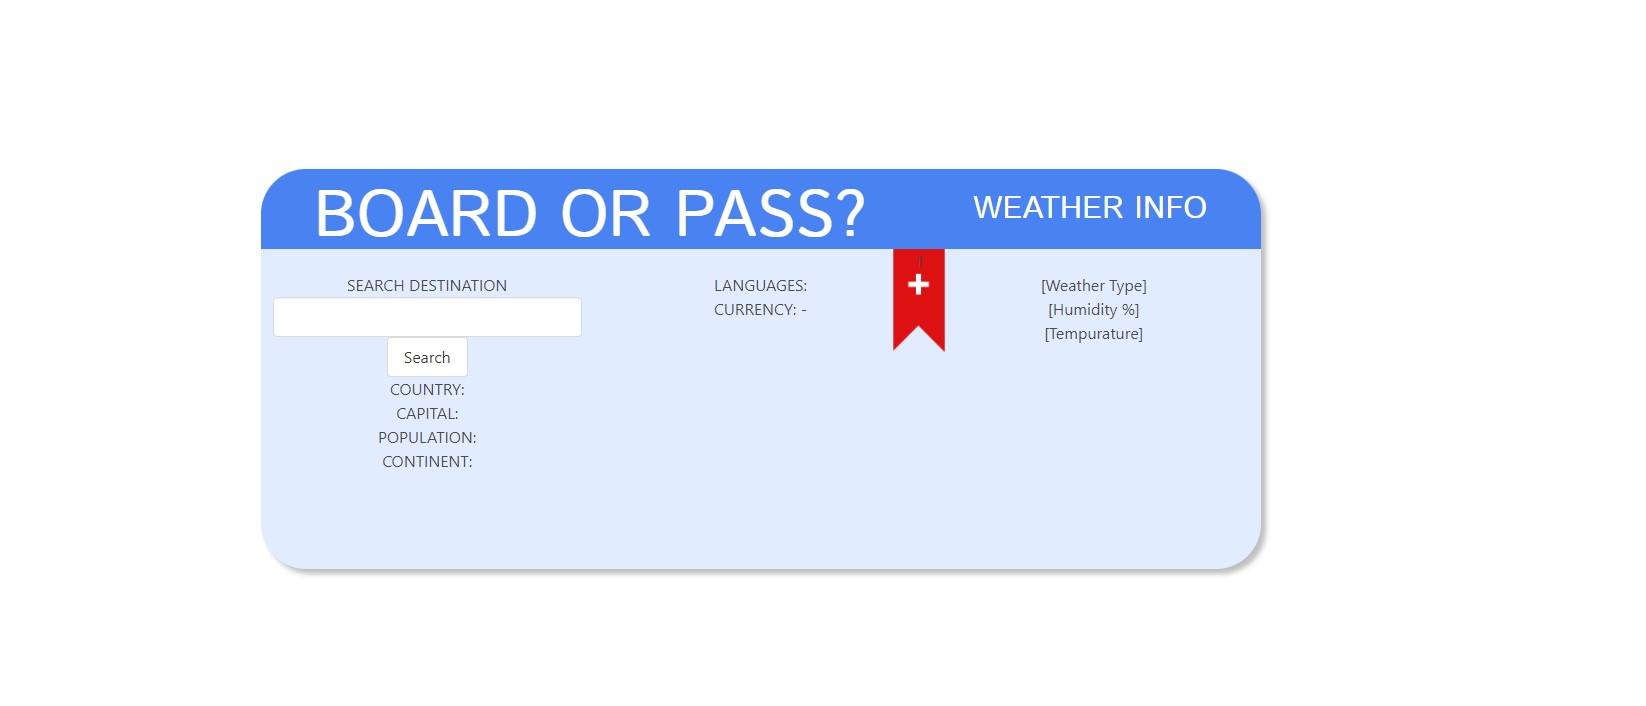 BOARD OR PASS?
WEATHER INFO
SEARCH DESTINATION
Search
COUNTRY:
CAPITAL:
POPULATION:
CONTINENT:
LANGUAGES:
CURRENCY: -
[Weather Type]
[Humidity %]
[Tempurature]